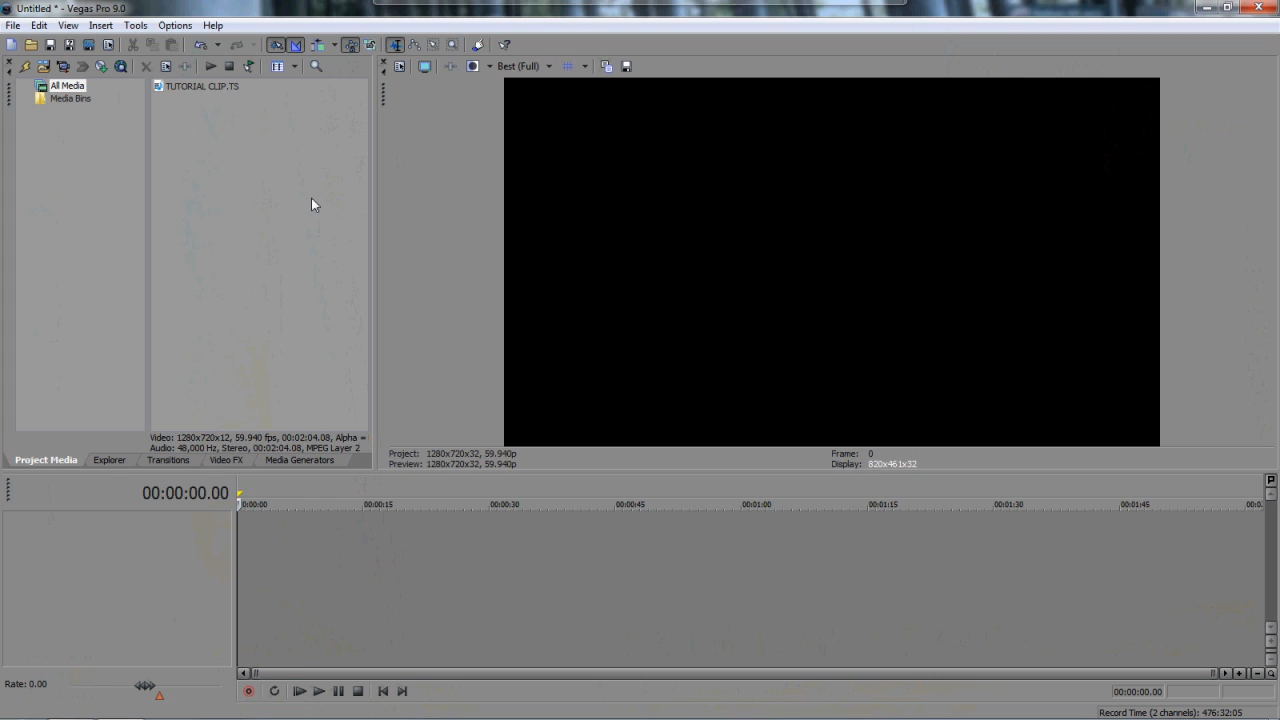 Untitled * - Vegas Pro 9.0
File Edit View Insert Tools Options Help
Best (Full)
All Media
Media Bins
TUTORIAL CLIP.TS
Video: 1280x720x12, 59.940 fps, 00:02:04.08, Alpha =
Audio: 48,000 Hz, Stereo, 00:02:04.08, MPEG Layer 2
Project Media Explorer Transitions Video FX Media Generators
Project: 1280x720x32, 59.940p
Preview: 1280x720x32, 59.940p
Frame: 0
Display: 820x461x32
00:00:00.00
0:00:00 00:00:15 00:00:30 00:00:45 00:01:00 00:01:15 00:01:30 00:01:45 00:0
Rate: 0.00
00:00:00.00
Record Time (2 channels): 476:32:05